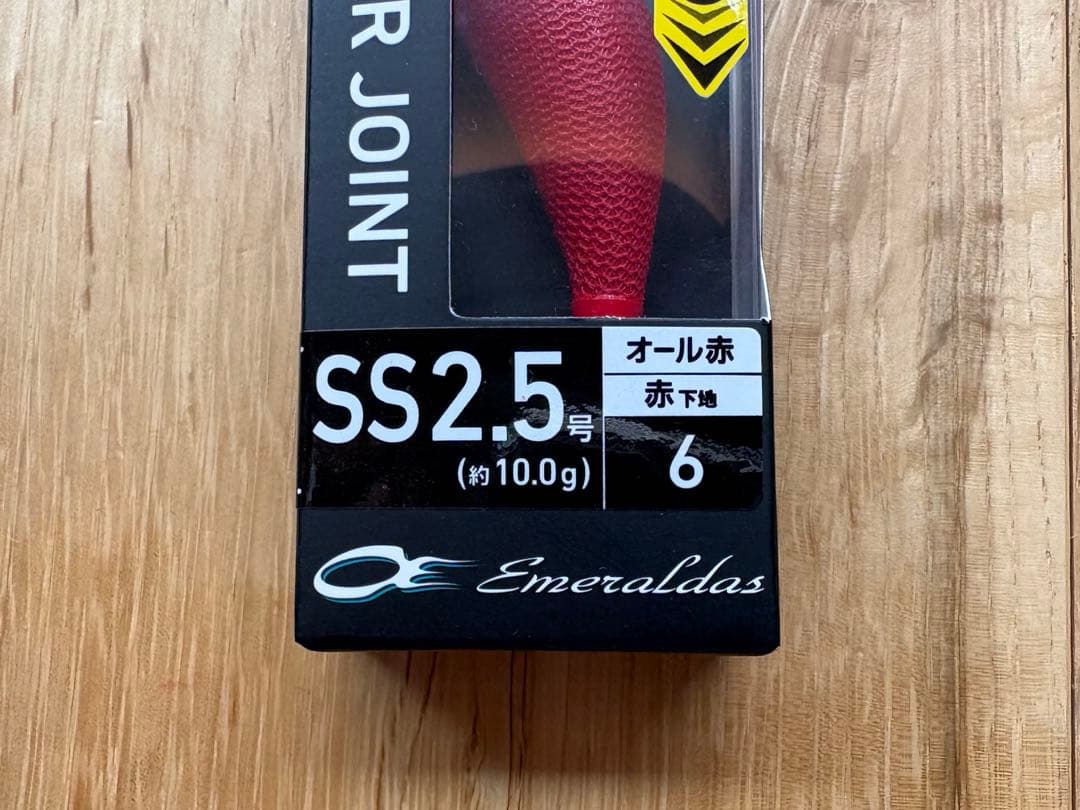 R JOINT
SS2.5号
(約10.0g)
オール赤
赤下地
6
Emeraldas